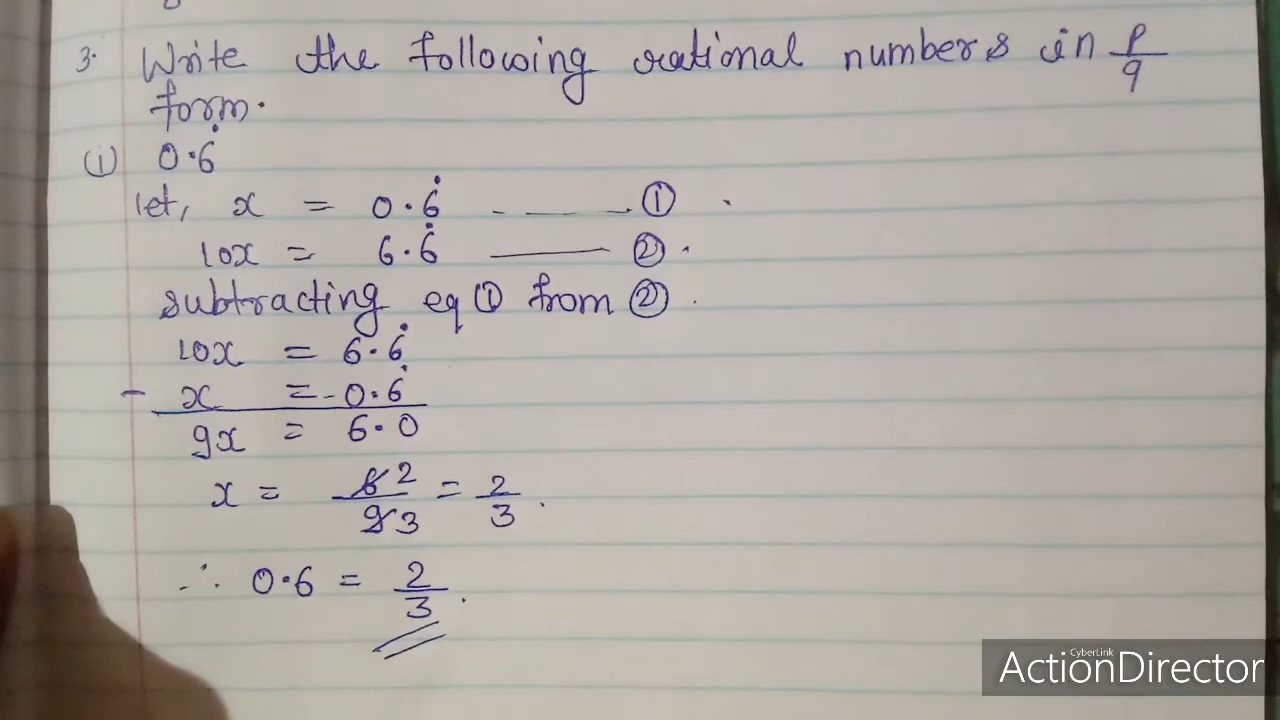 3. Write the following rational numbers in p/q
form.
(i) 0.6̇
let, x = 0.6̇ ------- ①
10x = 6.6̇ ——— ②.
subtracting eq ① from ②.
10x = 6.6̇
- x = -0.6̇
9x = 6.0
x = 6 2/9 3 = 2/3.
∴ 0.6 = 2/3.
CyberLink
ActionDirector